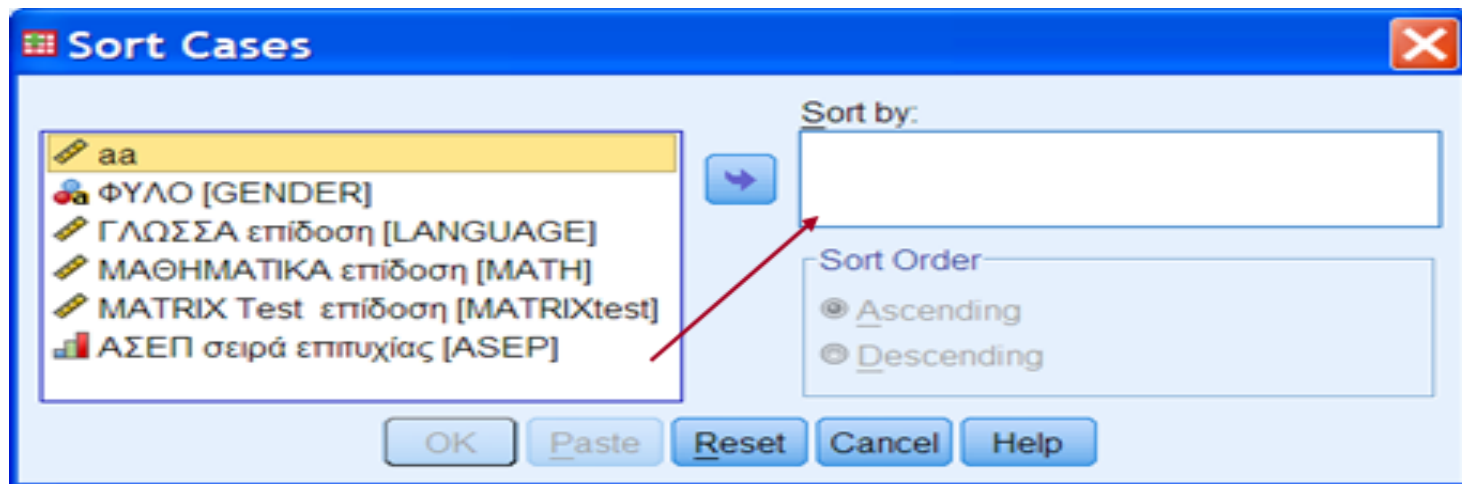 Sort Cases
Sort by:
aa
ΦΥΛΟ [GENDER]
ΓΛΩΣΣΑ επίδοση [LANGUAGE]
ΜΑΘΗΜΑΤΙΚΑ επίδοση [MATH]
MATRIX Test επίδοση [MATRIXtest]
ΑΣΕΠ σειρά επιτυχίας [ASEP]
Sort Order
Ascending
Descending
OK Paste Reset Cancel Help